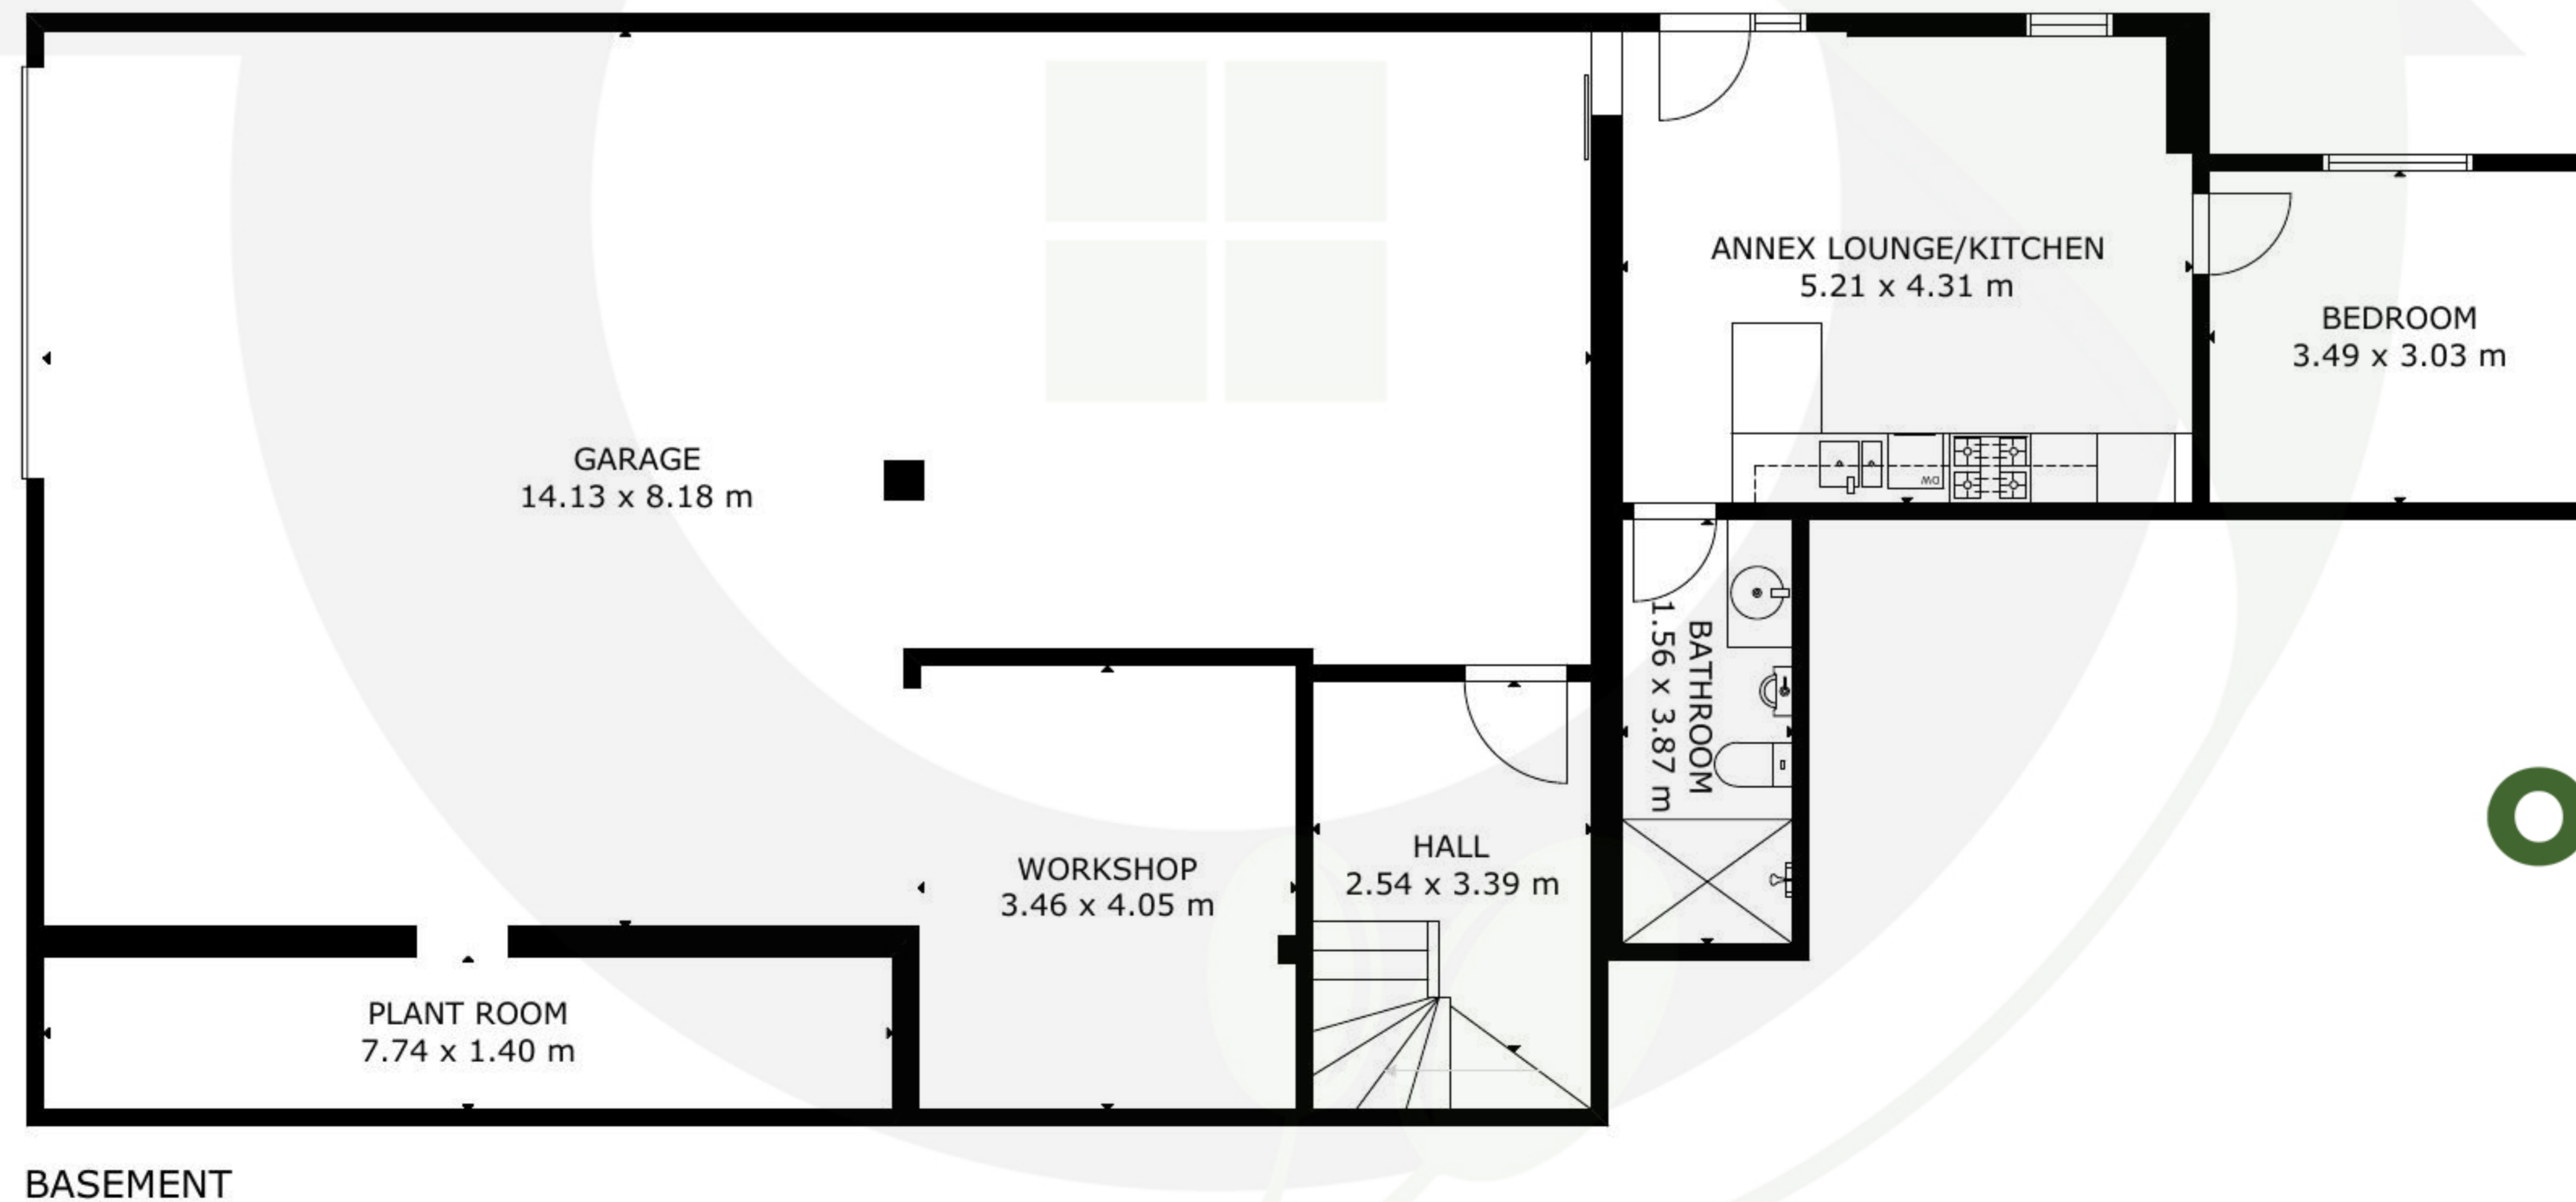 ANNEX LOUNGE/KITCHEN
5.21 x 4.31 m
BEDROOM
3.49 x 3.03 m
GARAGE
14.13 x 8.18 m
DW
BATHROOM
1.56 x 3.87 m
WORKSHOP
3.46 x 4.05 m
HALL
2.54 x 3.39 m
PLANT ROOM
7.74 x 1.40 m
BASEMENT